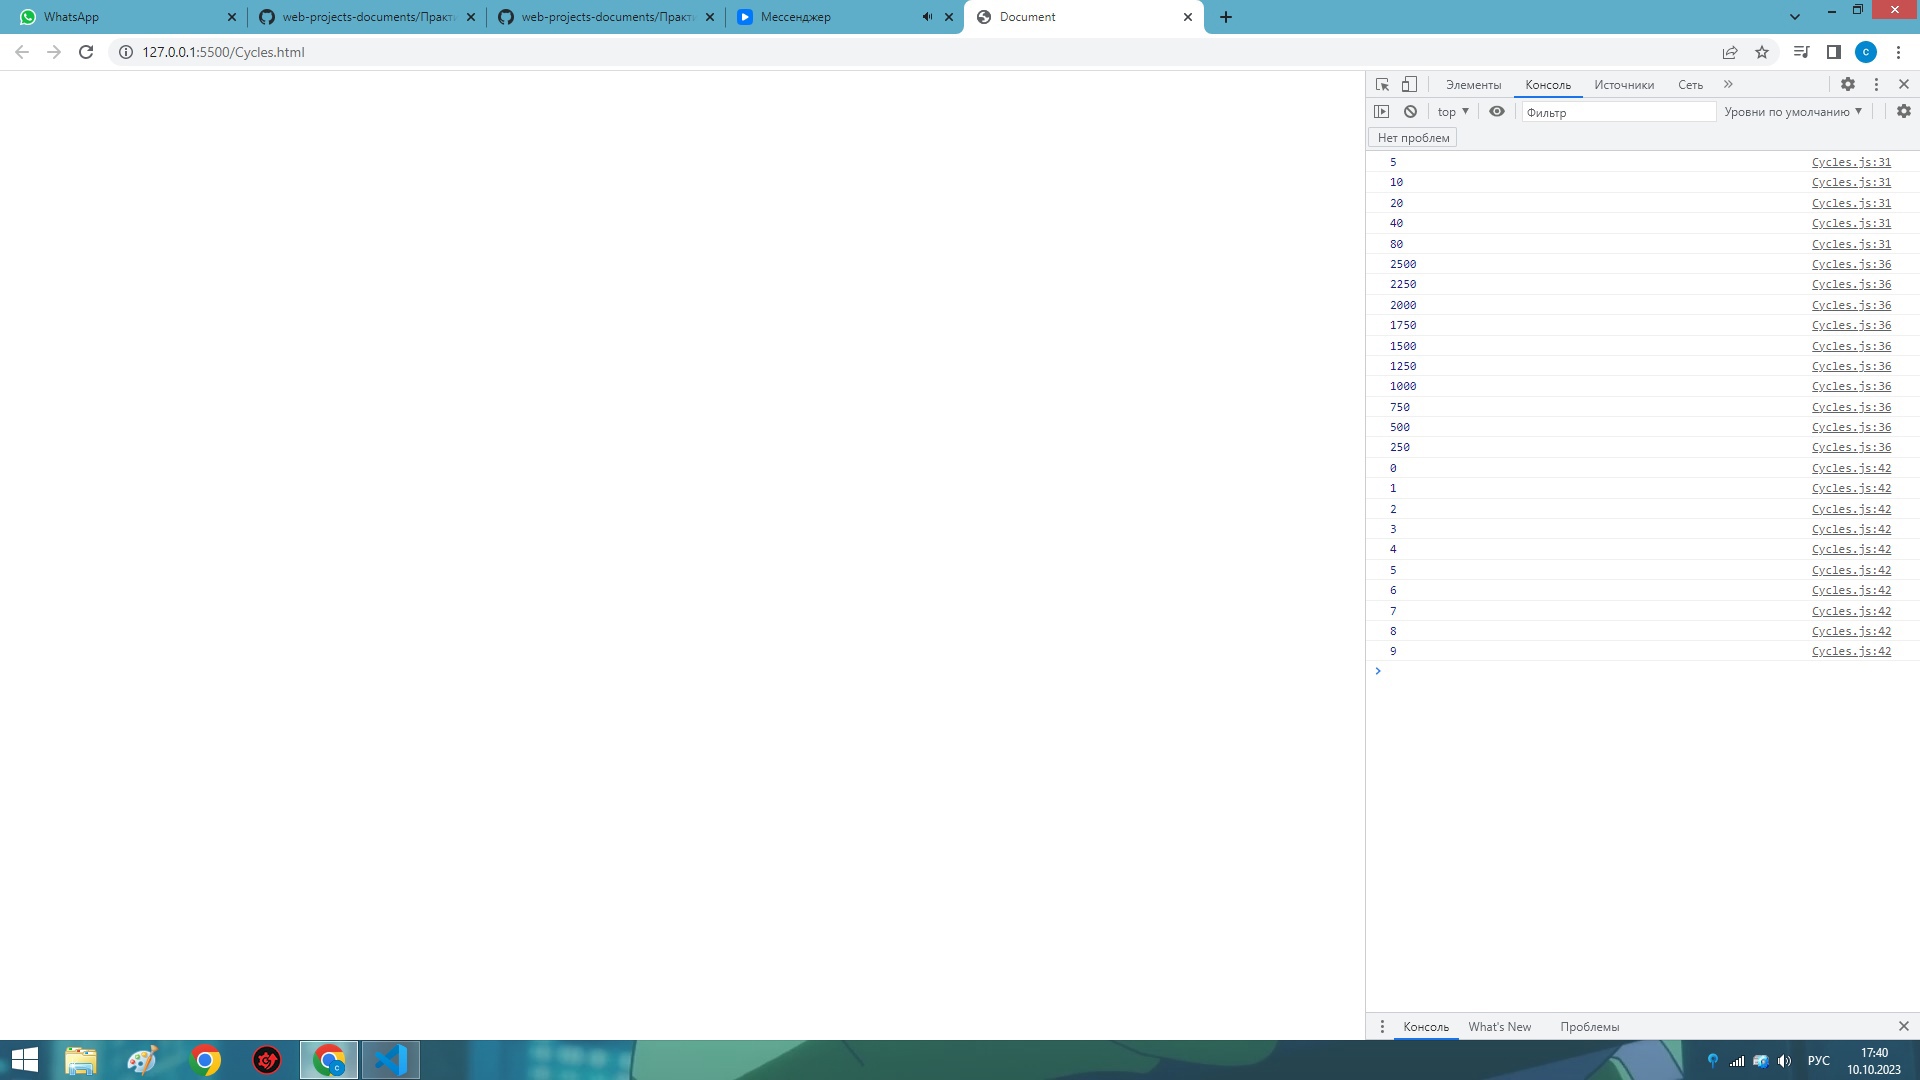 WhatsApp
web-projects-documents/Практи
web-projects-documents/Практи
Мессенджер
Document
127.0.0.1:5500/Cycles.html
c
Элементы Консоль Источники Сеть
top Фильтр Уровни по умолчанию
Нет проблем
5 Cycles.js:31
10 Cycles.js:31
20 Cycles.js:31
40 Cycles.js:31
80 Cycles.js:31
2500 Cycles.js:36
2250 Cycles.js:36
2000 Cycles.js:36
1750 Cycles.js:36
1500 Cycles.js:36
1250 Cycles.js:36
1000 Cycles.js:36
750 Cycles.js:36
500 Cycles.js:36
250 Cycles.js:36
0 Cycles.js:42
1 Cycles.js:42
2 Cycles.js:42
3 Cycles.js:42
4 Cycles.js:42
5 Cycles.js:42
6 Cycles.js:42
7 Cycles.js:42
8 Cycles.js:42
9 Cycles.js:42
Консоль What's New Проблемы
c
РУС
17:40
10.10.2023